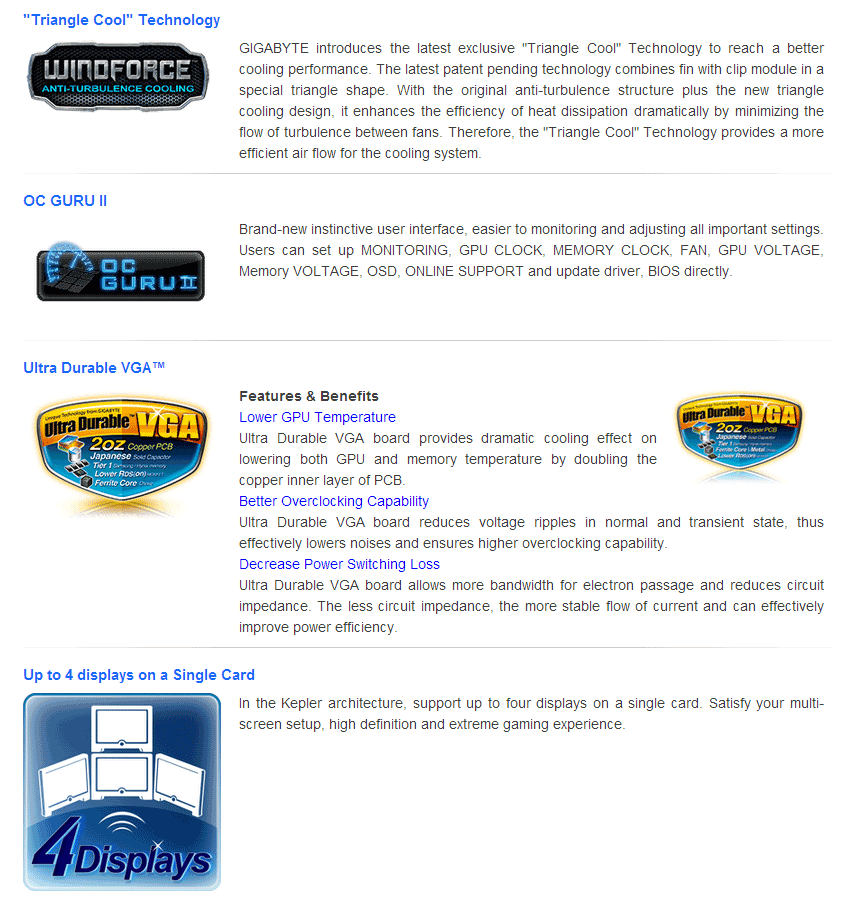 "Triangle Cool" Technology
WINDFORCE
ANTI-TURBULENCE COOLING
GIGABYTE introduces the latest exclusive "Triangle Cool" Technology to reach a better
cooling performance. The latest patent pending technology combines fin with clip module in a
special triangle shape. With the original anti-turbulence structure plus the new triangle
cooling design, it enhances the efficiency of heat dissipation dramatically by minimizing the
flow of turbulence between fans. Therefore, the "Triangle Cool" Technology provides a more
efficient air flow for the cooling system.
OC GURU II
OC
GURU II
Brand-new instinctive user interface, easier to monitoring and adjusting all important settings.
Users can set up MONITORING, GPU CLOCK, MEMORY CLOCK, FAN, GPU VOLTAGE,
Memory VOLTAGE, OSD, ONLINE SUPPORT and update driver, BIOS directly.
Ultra Durable VGA™
Unique Technology from GIGABYTE
Ultra Durable™ VGA
2oz Copper PCB
Japanese Solid Capacitor
Tier 1 Samsung / Hynix memory
Lower Rds(on)
Ferrite Core
Features & Benefits
Lower GPU Temperature
Ultra Durable VGA board provides dramatic cooling effect on
lowering both GPU and memory temperature by doubling the
copper inner layer of PCB.
Ultra Durable™ VGA
2oz Copper PCB
Japanese Solid Capacitor
Tier 1
Ferrite Core \ Metal
Lower Rds(on)
Better Overclocking Capability
Ultra Durable VGA board reduces voltage ripples in normal and transient state, thus
effectively lowers noises and ensures higher overclocking capability.
Decrease Power Switching Loss
Ultra Durable VGA board allows more bandwidth for electron passage and reduces circuit
impedance. The less circuit impedance, the more stable flow of current and can effectively
improve power efficiency.
Up to 4 displays on a Single Card
4Displays
In the Kepler architecture, support up to four displays on a single card. Satisfy your multi-
screen setup, high definition and extreme gaming experience.